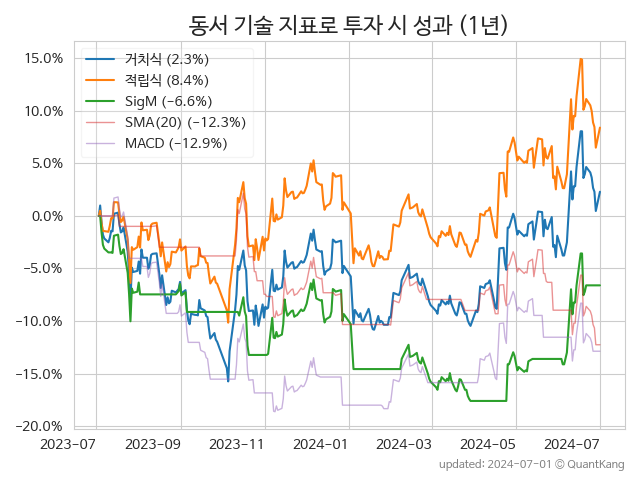 동서 기술 지표로 투자 시 성과 (1년)
15.0%
10.0%
5.0%
0.0%
−5.0%
−10.0%
−15.0%
−20.0%
거치식 (2.3%)
적립식 (8.4%)
SigM (−6.6%)
SMA(20) (−12.3%)
MACD (−12.9%)
2023-07 2023-09 2023-11 2024-01 2024-03 2024-05 2024-07
updated: 2024-07-01 © QuantKang